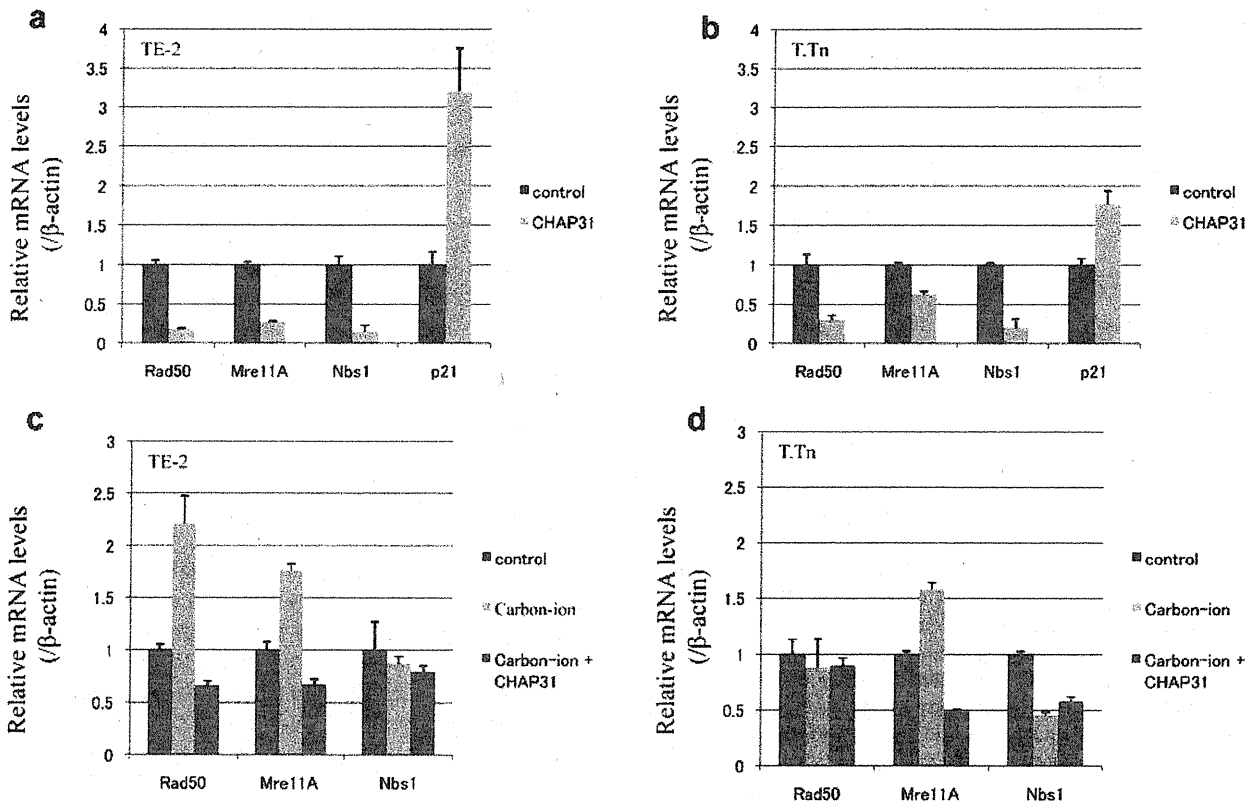 a
TE-2
Relative mRNA levels
(/β-actin)
4
3.5
3
2.5
2
1.5
1
0.5
0
Rad50 Mre11A Nbs1 p21
control
CHAP31
b
T.Tn
Relative mRNA levels
(/β-actin)
4
3.5
3
2.5
2
1.5
1
0.5
0
Rad50 Mre11A Nbs1 p21
control
CHAP31
c
TE-2
Relative mRNA levels
(/β-actin)
3
2.5
2
1.5
1
0.5
0
Rad50 Mre11A Nbs1
control
Carbon-ion
Carbon-ion +
CHAP31
d
T.Tn
Relative mRNA levels
(/β-actin)
3
2.5
2
1.5
1
0.5
0
Rad50 Mre11A Nbs1
control
Carbon-ion
Carbon-ion +
CHAP31